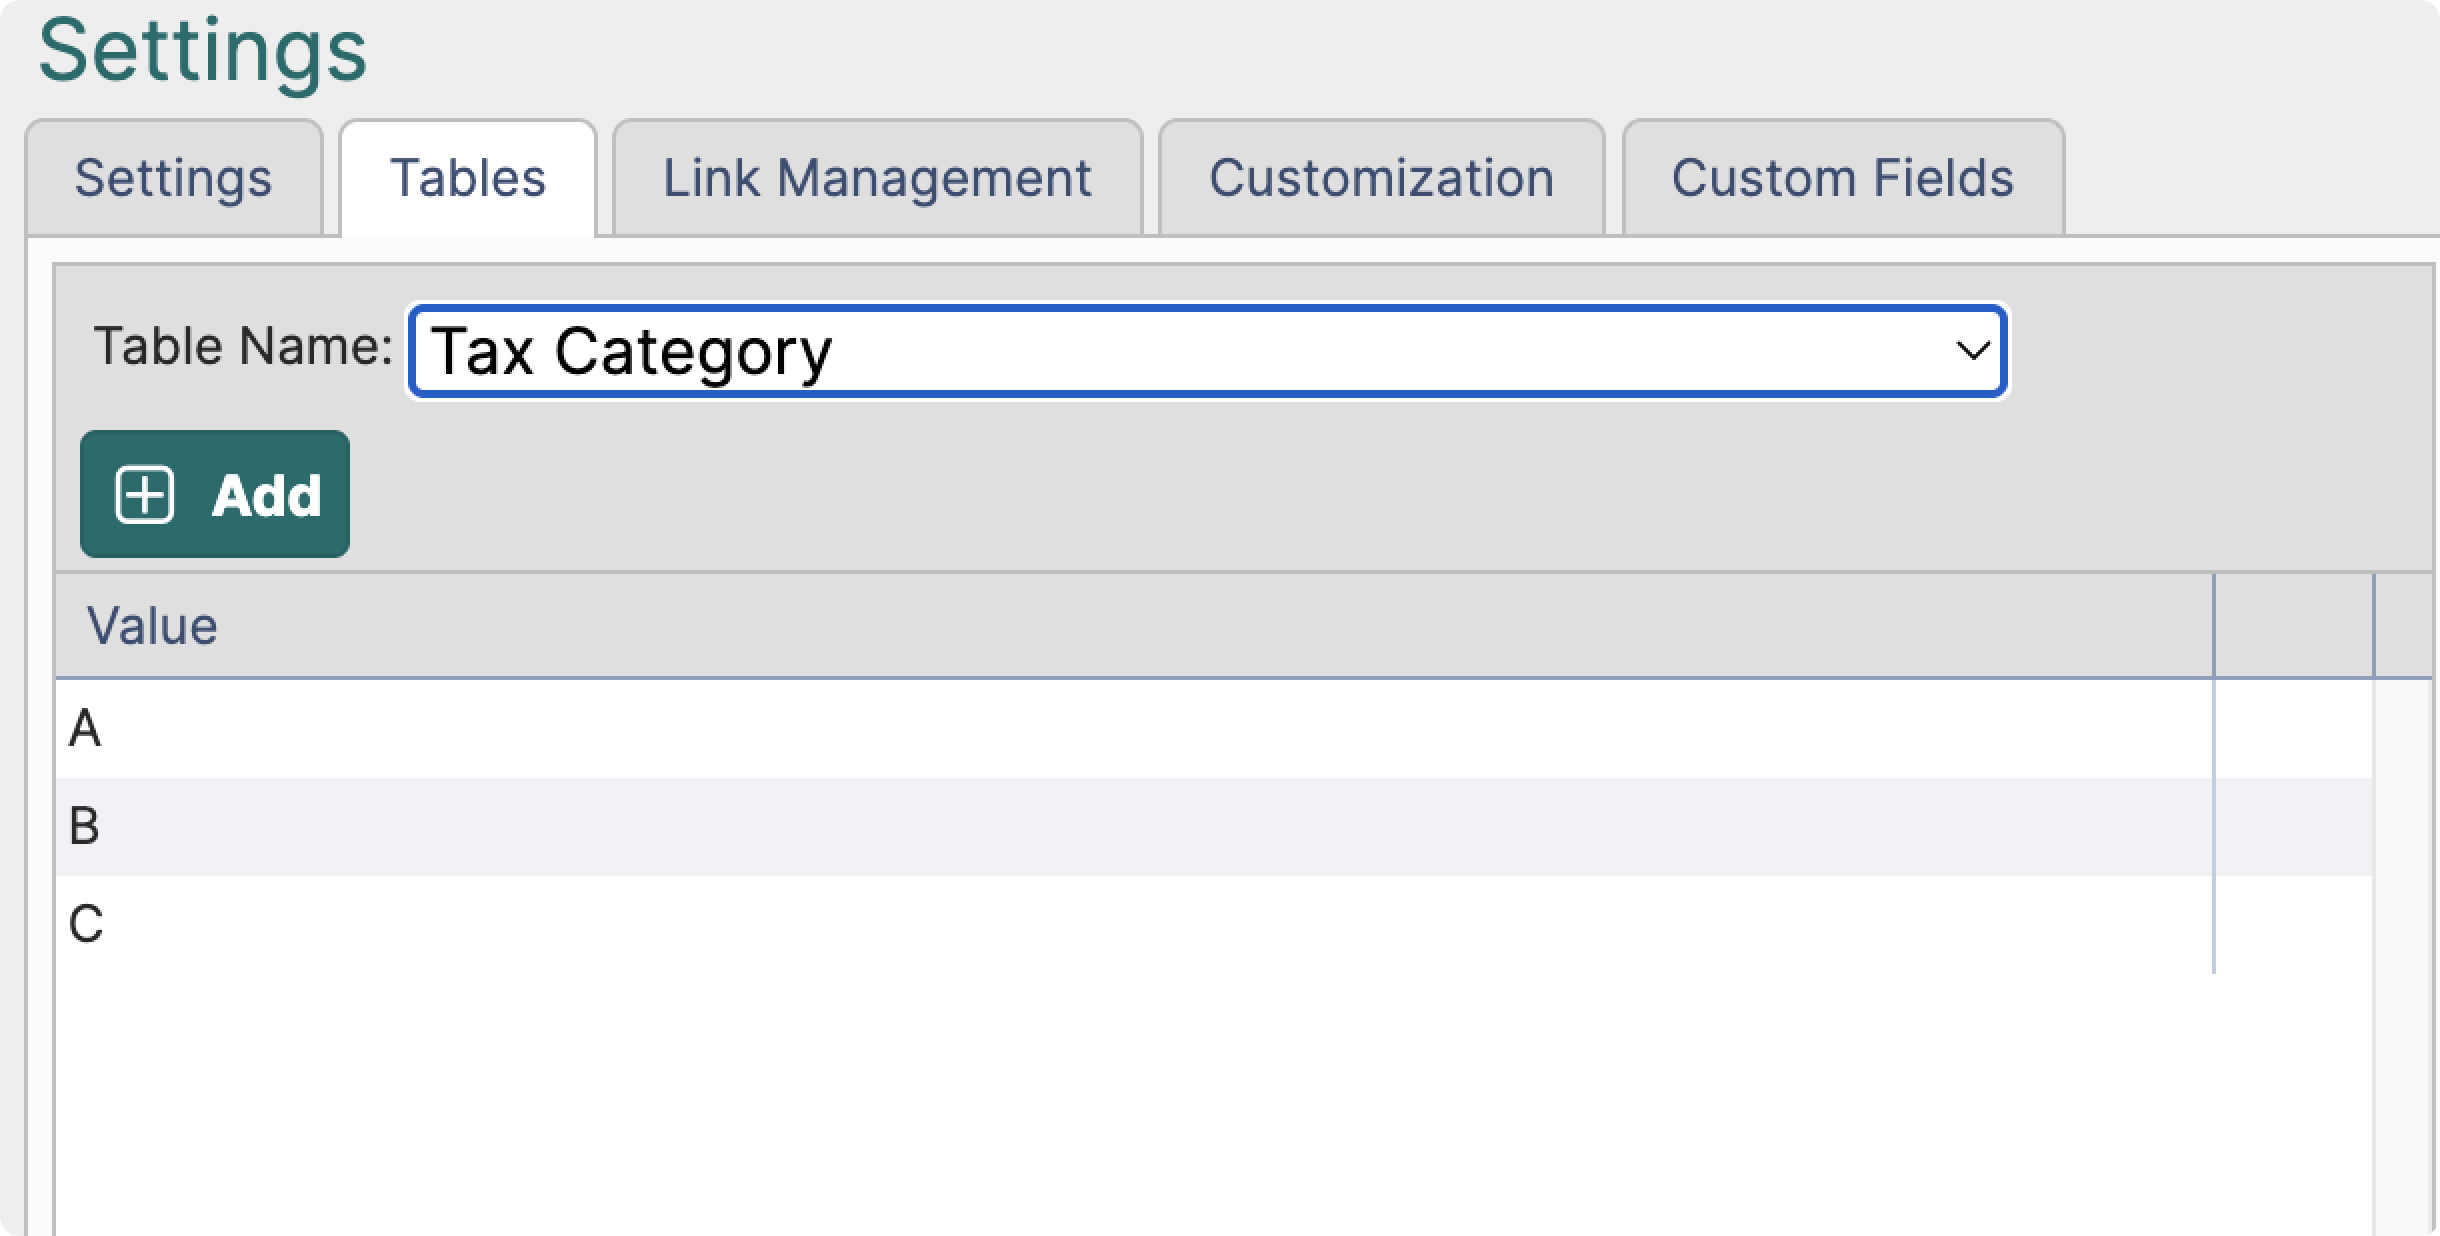 Settings
Settings Tables Link Management Customization Custom Fields
Table Name: Tax Category
Add
Value
A
B
C